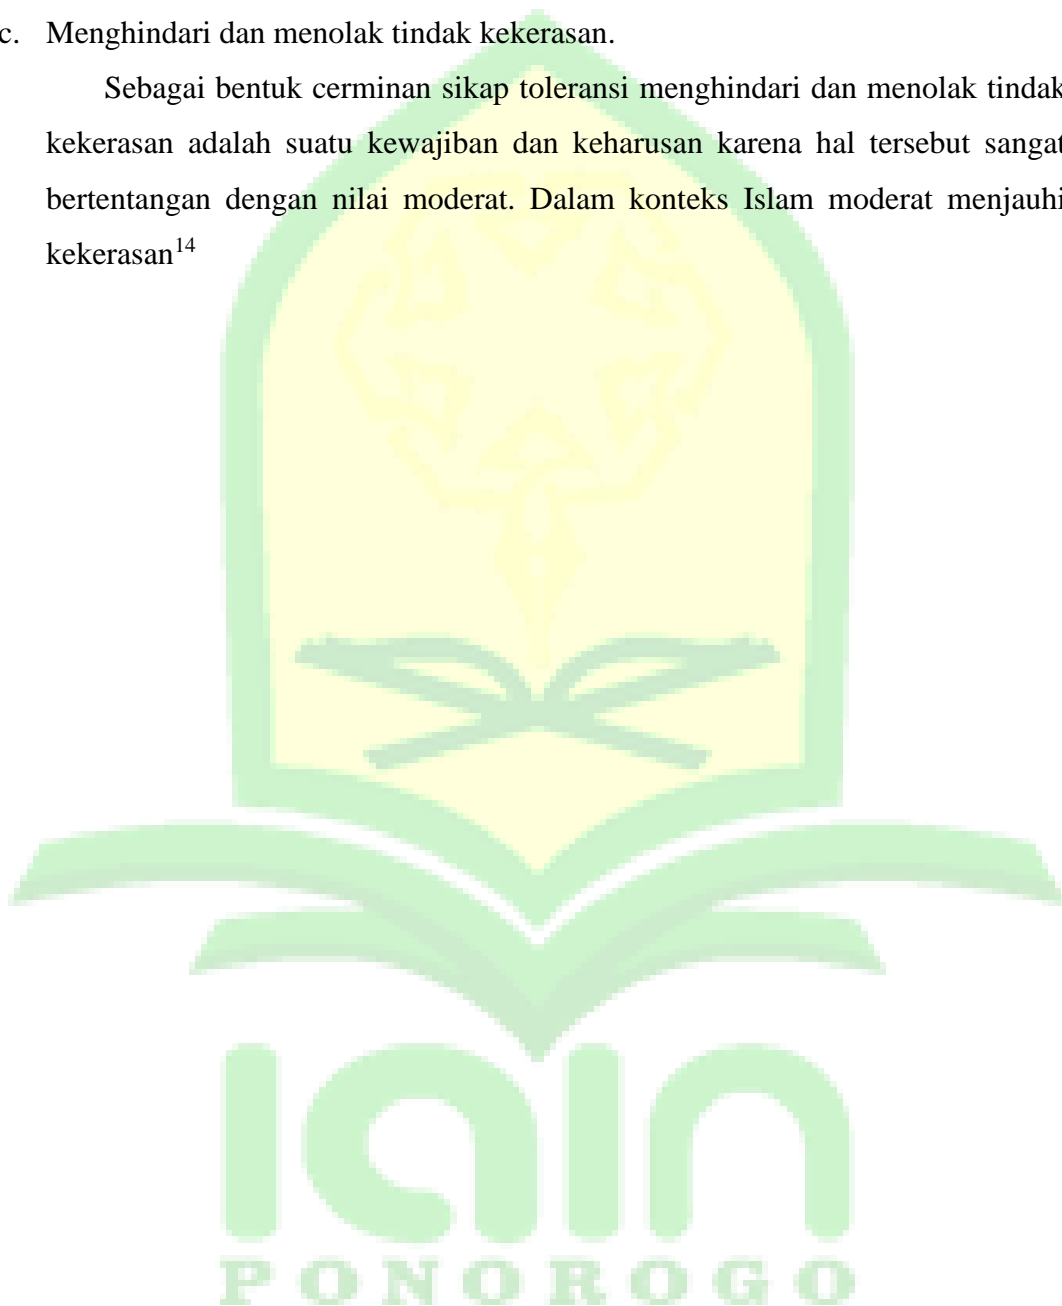 c. Menghindari dan menolak tindak kekerasan.
Sebagai bentuk cerminan sikap toleransi menghindari dan menolak tindak
kekerasan adalah suatu kewajiban dan keharusan karena hal tersebut sangat
bertentangan dengan nilai moderat. Dalam konteks Islam moderat menjauhi
kekerasan14
iain
PONOROGO